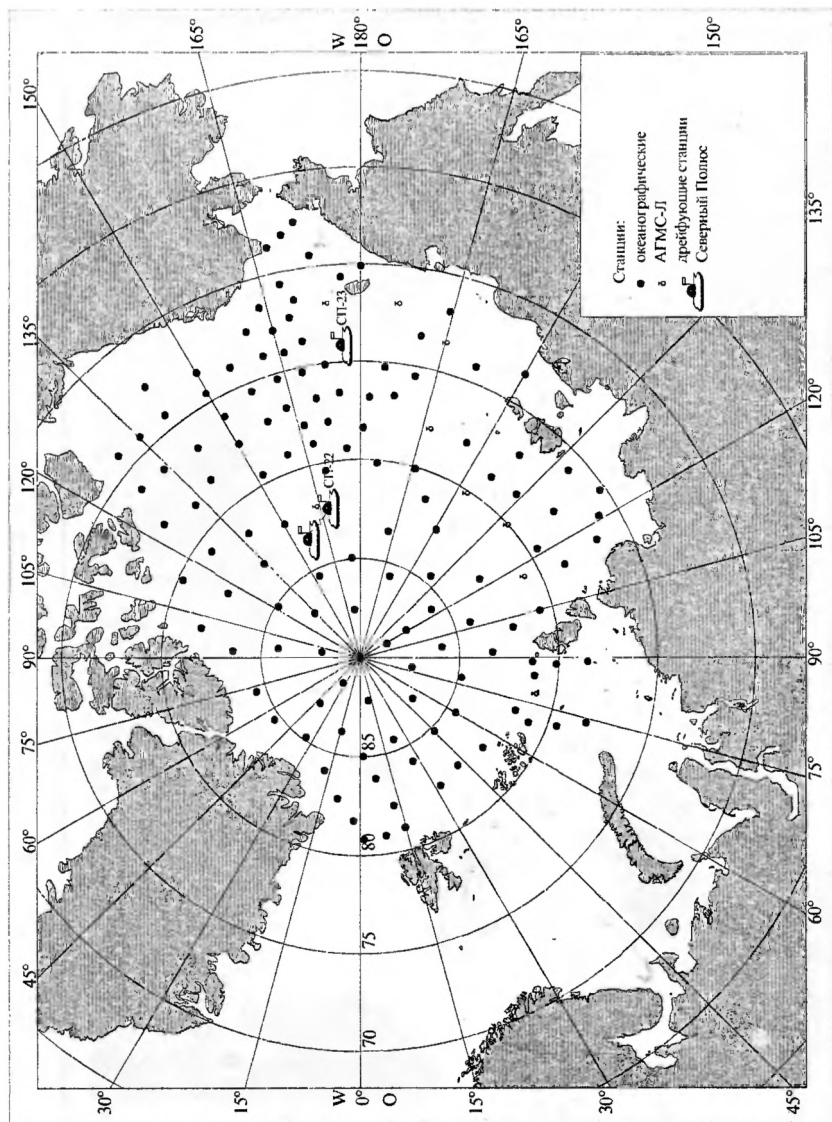 165°
W
180°
O
165°
150°
150°
135°
120°
105°
90°
75°
60°
45°
135°
120°
105°
90°
75°
60°
Станции:
океанографические
АГМС-Л
дрейфующие станции
Северный Полюс
СП-23
СП-22
85
80
75
70
30°
15°
W
0°
O
15°
30°
45°